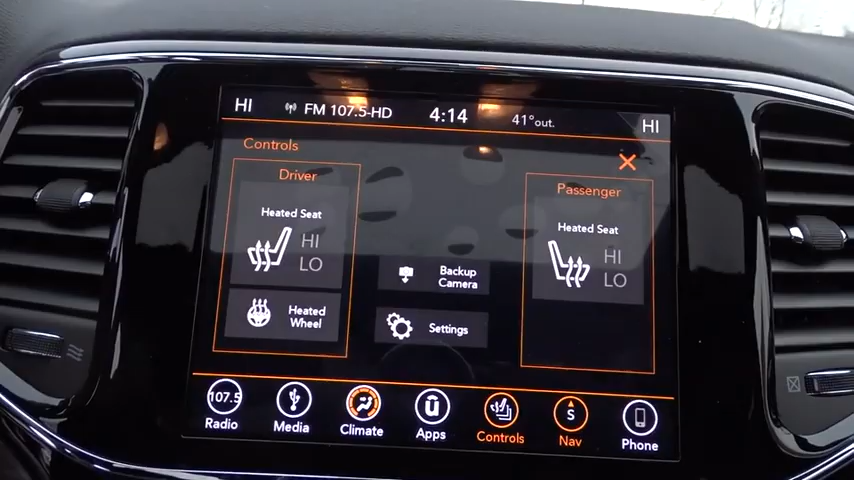 HI FM 107.5-HD 4:14 41°out. HI
Controls
Driver
Heated Seat
HI
LO
Heated
Wheel
Backup
Camera
Settings
Passenger
Heated Seat
HI
LO
107.5
S
Radio Media Climate Apps Controls Nav Phone